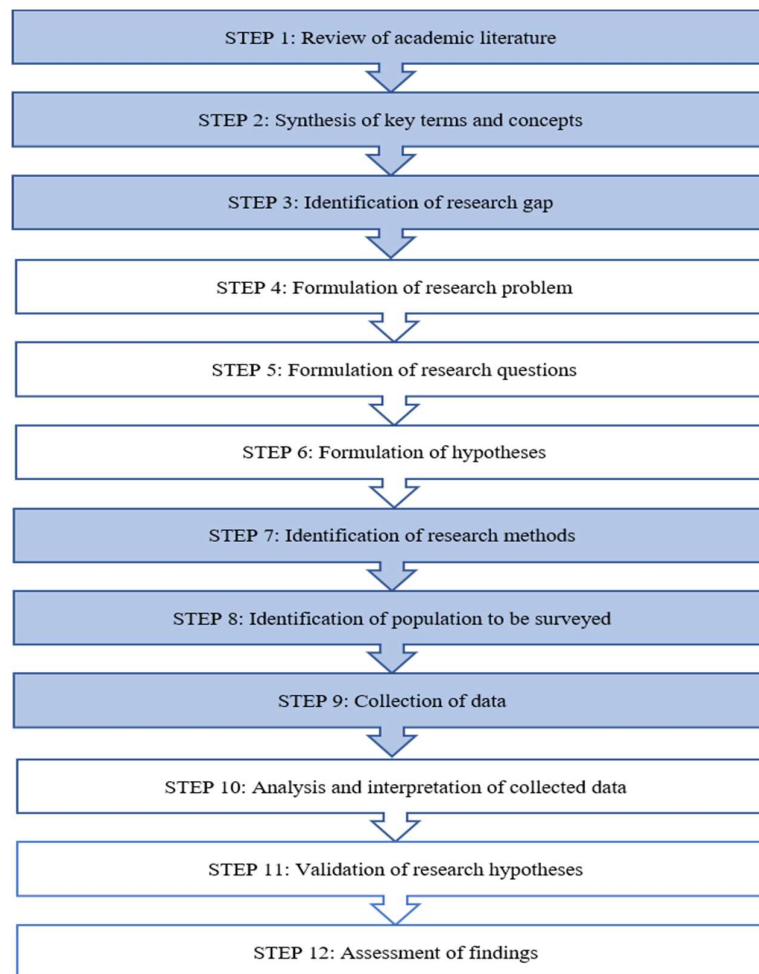 STEP 1: Review of academic literature
STEP 2: Synthesis of key terms and concepts
STEP 3: Identification of research gap
STEP 4: Formulation of research problem
STEP 5: Formulation of research questions
STEP 6: Formulation of hypotheses
STEP 7: Identification of research methods
STEP 8: Identification of population to be surveyed
STEP 9: Collection of data
STEP 10: Analysis and interpretation of collected data
STEP 11: Validation of research hypotheses
STEP 12: Assessment of findings